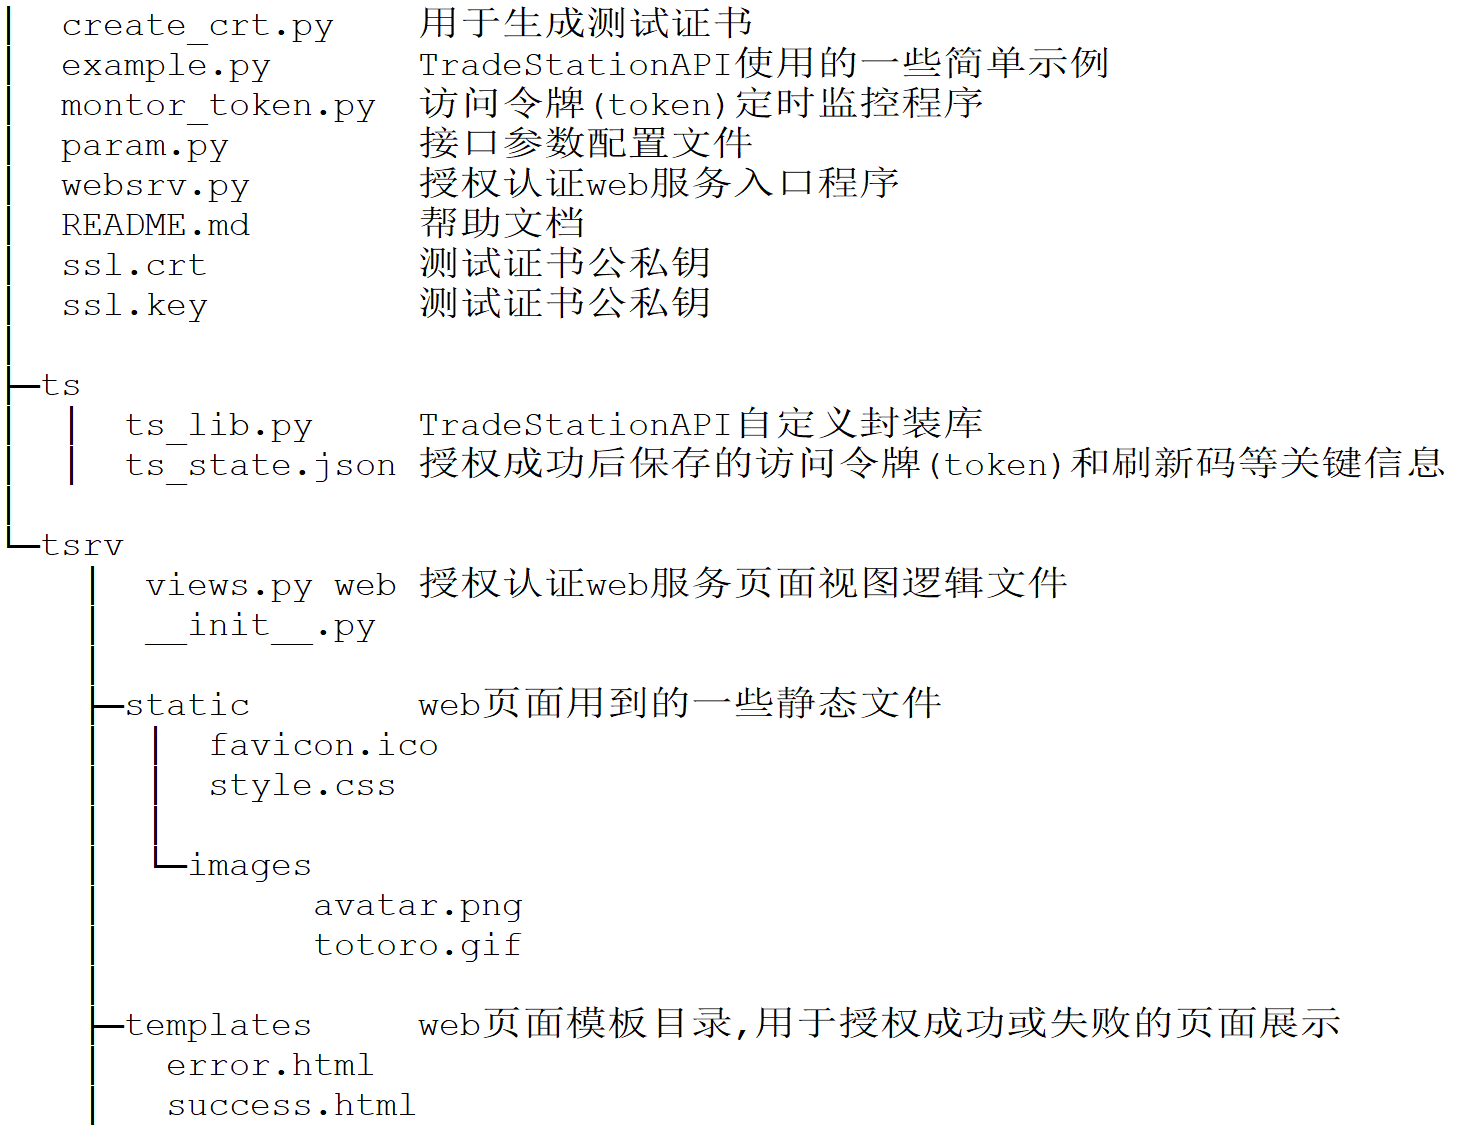 │  create_crt.py    用于生成测试证书
│  example.py       TradeStationAPI使用的一些简单示例
│  montor_token.py  访问令牌(token)定时监控程序
│  param.py         接口参数配置文件
│  websrv.py        授权认证web服务入口程序
│  README.md        帮助文档
│  ssl.crt          测试证书公私钥
│  ssl.key          测试证书公私钥
│
├─ts
│  │  ts_lib.py     TradeStationAPI自定义封装库
│  │  ts_state.json 授权成功后保存的访问令牌(token)和刷新码等关键信息
│
└─tsrv
    │  views.py web 授权认证web服务页面视图逻辑文件
    │  __init__.py
    │
    ├─static        web页面用到的一些静态文件
    │  │  favicon.ico
    │  │  style.css
    │  │
    │  └─images
    │          avatar.png
    │          totoro.gif
    │
    ├─templates     web页面模板目录,用于授权成功或失败的页面展示
    │   error.html
    │   success.html